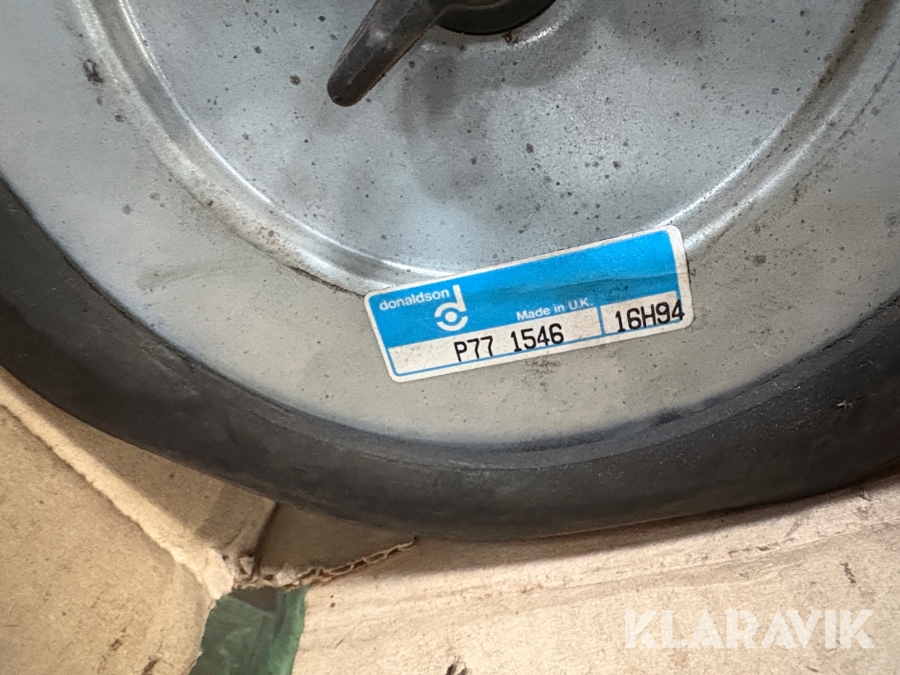 donaldson
Made in U.K.
P77 1546 16H94
KLARAVIK